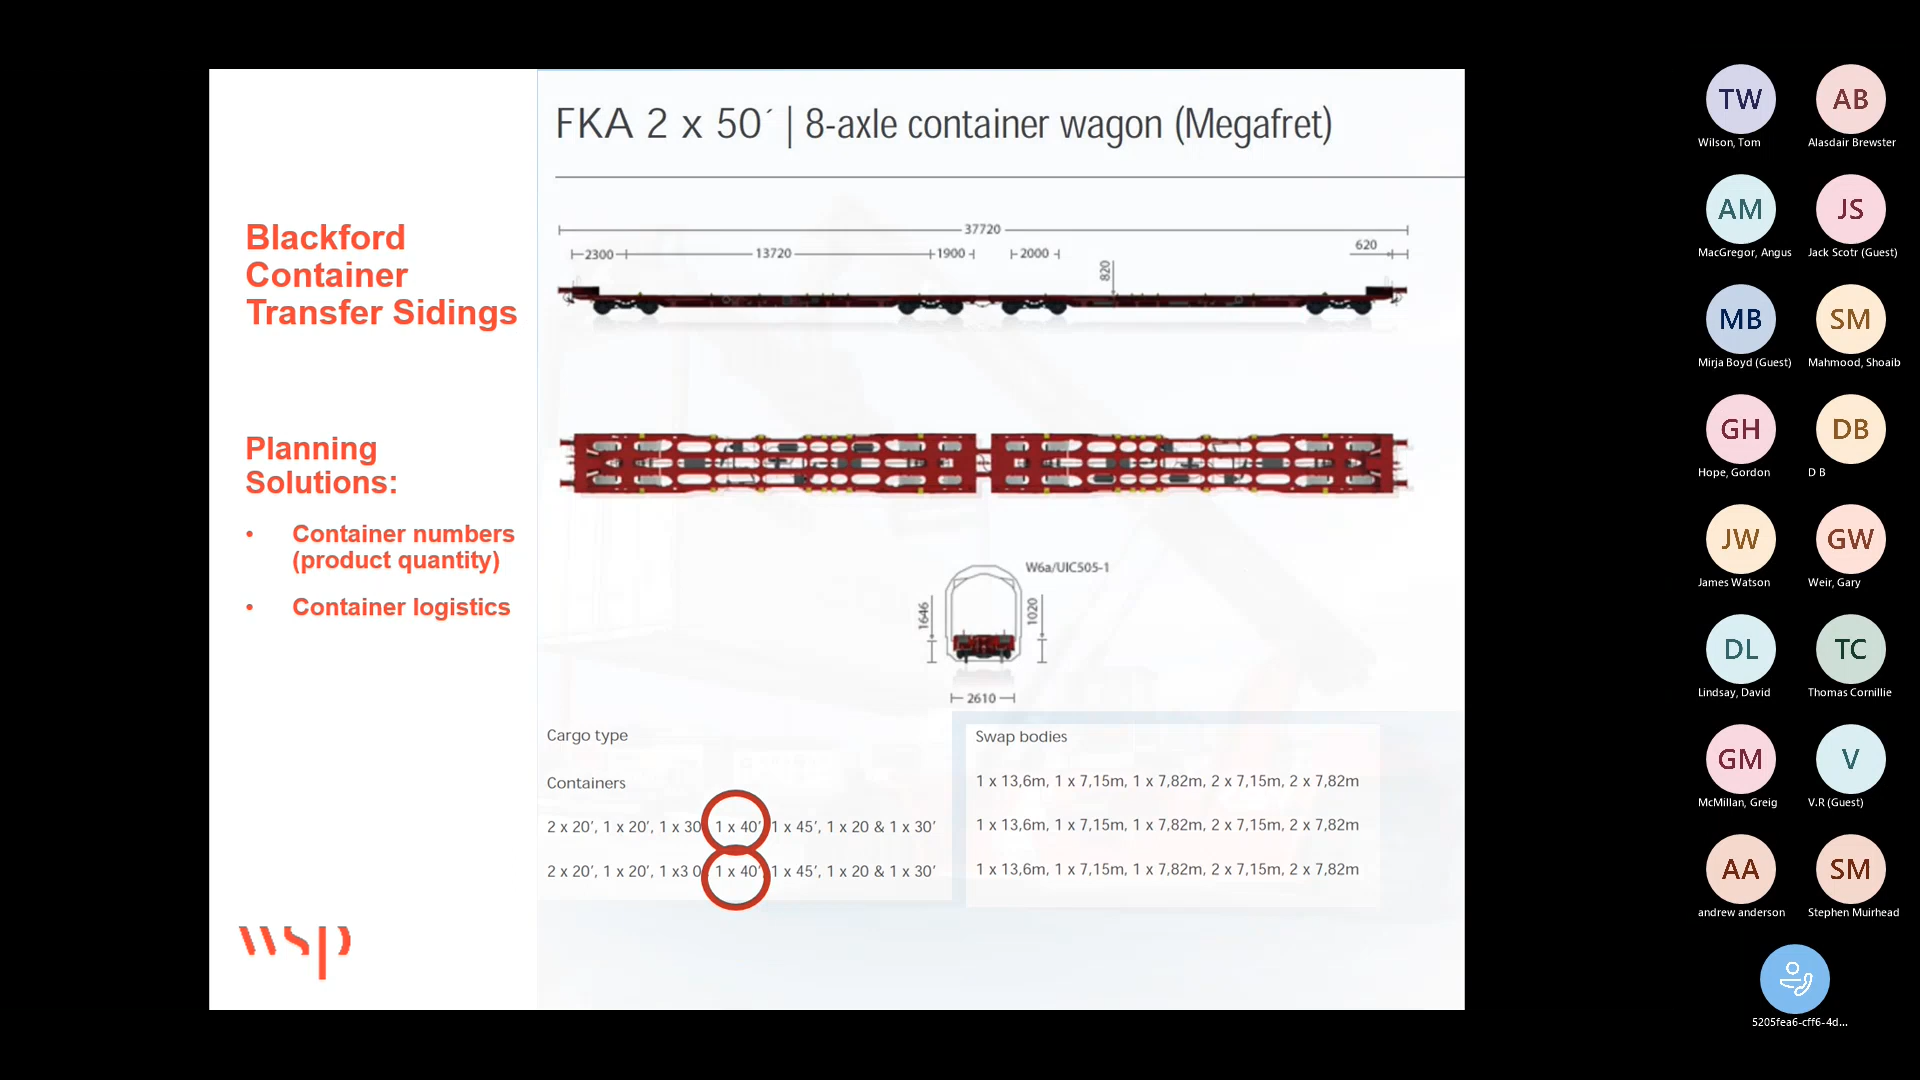 FKA 2 x 50´ | 8-axle container wagon (Megafret)
Blackford
Container
Transfer Sidings
Planning
Solutions:
• Container numbers
(product quantity)
• Container logistics
wsp
37720
2300
13720
1900
2000
620
820
W6a/UIC505-1
1646
1020
2610
Cargo type
Containers
2 x 20’, 1 x 20’, 1 x 30 1 x 40’ 1 x 45’, 1 x 20 & 1 x 30’
2 x 20’, 1 x 20’, 1 x3 0 1 x 40’ 1 x 45’, 1 x 20 & 1 x 30’
Swap bodies
1 x 13,6m, 1 x 7,15m, 1 x 7,82m, 2 x 7,15m, 2 x 7,82m
1 x 13,6m, 1 x 7,15m, 1 x 7,82m, 2 x 7,15m, 2 x 7,82m
1 x 13,6m, 1 x 7,15m, 1 x 7,82m, 2 x 7,15m, 2 x 7,82m
TW AB
Wilson, Tom Alasdair Brewster
AM JS
MacGregor, Angus Jack Scotr (Guest)
MB SM
Mirja Boyd (Guest) Mahmood, Shoaib
GH DB
Hope, Gordon D B
JW GW
James Watson Weir, Gary
DL TC
Lindsay, David Thomas Cornillie
GM V
McMillan, Greig V.R (Guest)
AA SM
andrew anderson Stephen Muirhead
5205fea6-cff6-4d...